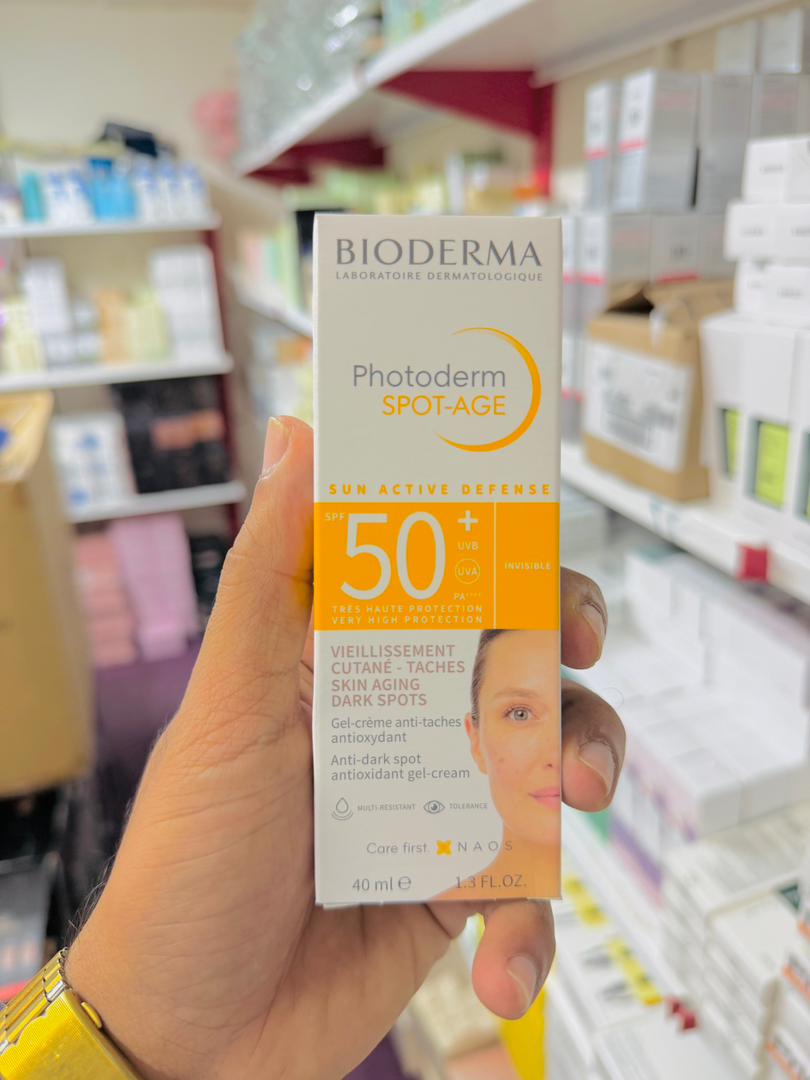 BIODERMA
LABORATOIRE DERMATOLOGIQUE
Photoderm
SPOT-AGE
SUN ACTIVE DEFENSE
SPF 50+
UVB
UVA
PA++++
INVISIBLE
TRÈS HAUTE PROTECTION
VERY HIGH PROTECTION
VIEILLISSEMENT
CUTANÉ - TACHES
SKIN AGING
DARK SPOTS
Gel-crème anti-taches
antioxydant
Anti-dark spot
antioxidant gel-cream
MULTI-RESISTANT TOLERANCE
Care first. NAOS
40 ml ℮ 1.3 FL.OZ.